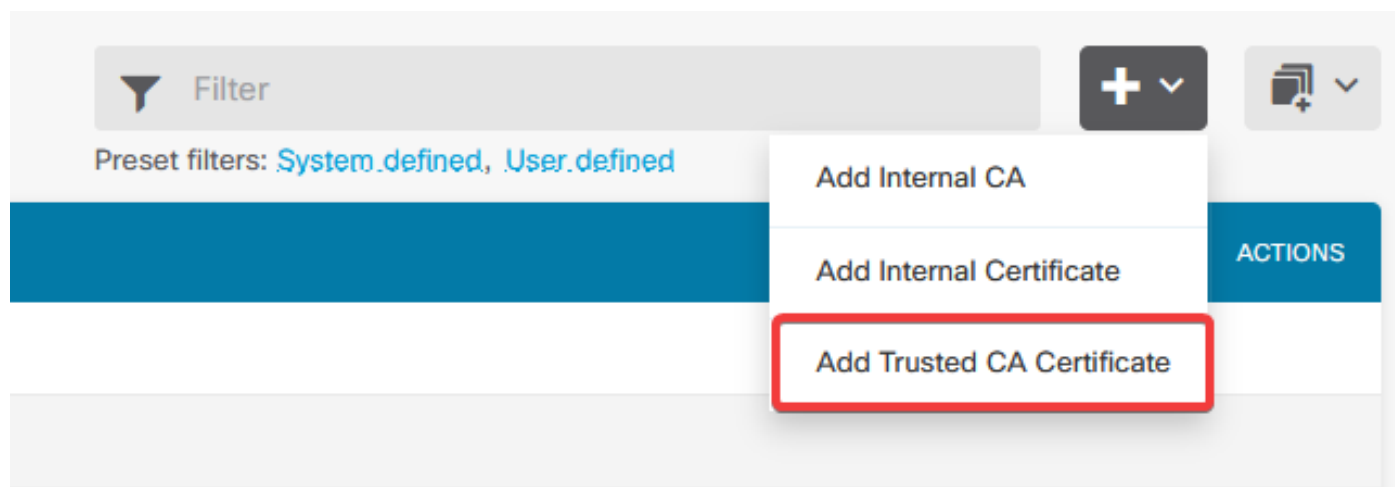 Filter
Preset filters: System defined, User defined
Add Internal CA
ACTIONS
Add Internal Certificate
Add Trusted CA Certificate